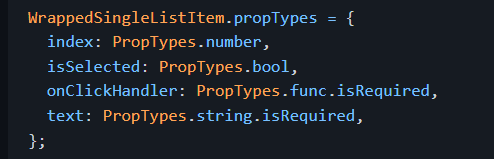 WrappedSingleListItem.propTypes = {
  index: PropTypes.number,
  isSelected: PropTypes.bool,
  onClickHandler: PropTypes.func.isRequired,
  text: PropTypes.string.isRequired,
};